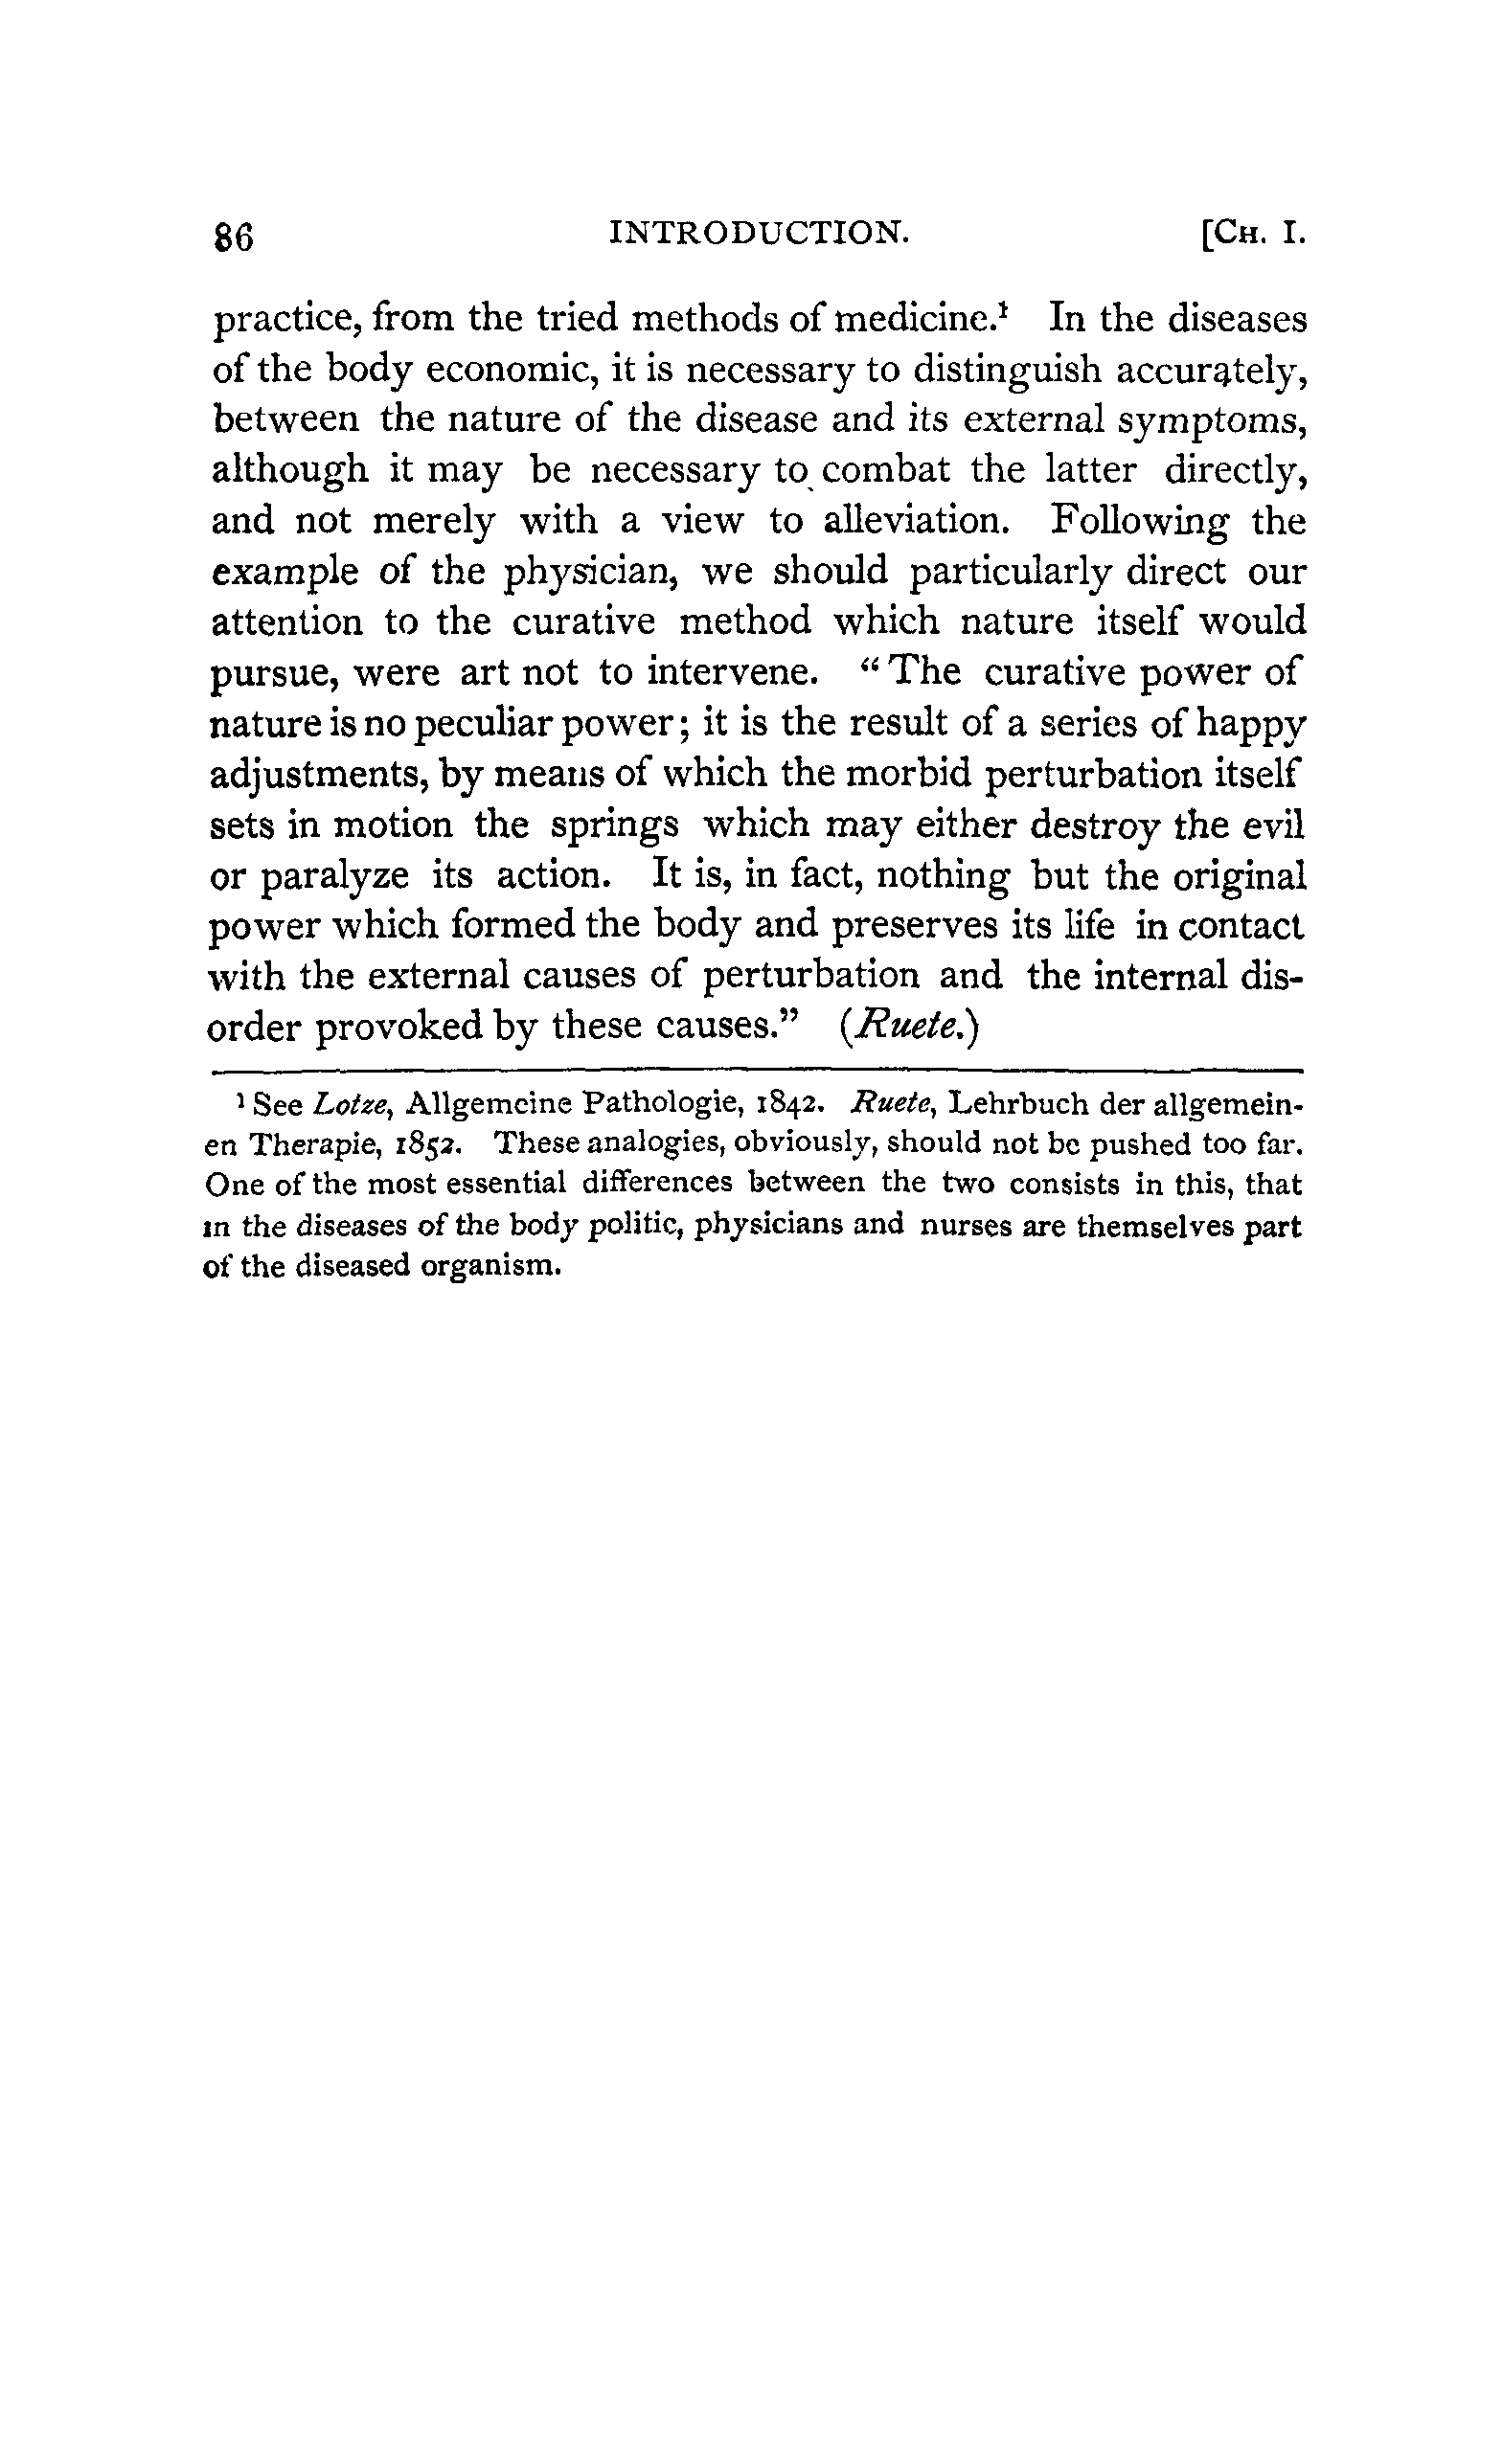 86 INTRODUCTION. [CH. I.
practice, from the tried methods of medicine.¹ In the diseases
of the body economic, it is necessary to distinguish accurately,
between the nature of the disease and its external symptoms,
although it may be necessary to combat the latter directly,
and not merely with a view to alleviation. Following the
example of the physician, we should particularly direct our
attention to the curative method which nature itself would
pursue, were art not to intervene. “The curative power of
nature is no peculiar power; it is the result of a series of happy
adjustments, by means of which the morbid perturbation itself
sets in motion the springs which may either destroy the evil
or paralyze its action. It is, in fact, nothing but the original
power which formed the body and preserves its life in contact
with the external causes of perturbation and the internal dis-
order provoked by these causes.” (Ruete.)
¹ See Lotze, Allgemeine Pathologie, 1842. Ruete, Lehrbuch der allgemein-
en Therapie, 1852. These analogies, obviously, should not be pushed too far.
One of the most essential differences between the two consists in this, that
in the diseases of the body politic, physicians and nurses are themselves part
of the diseased organism.